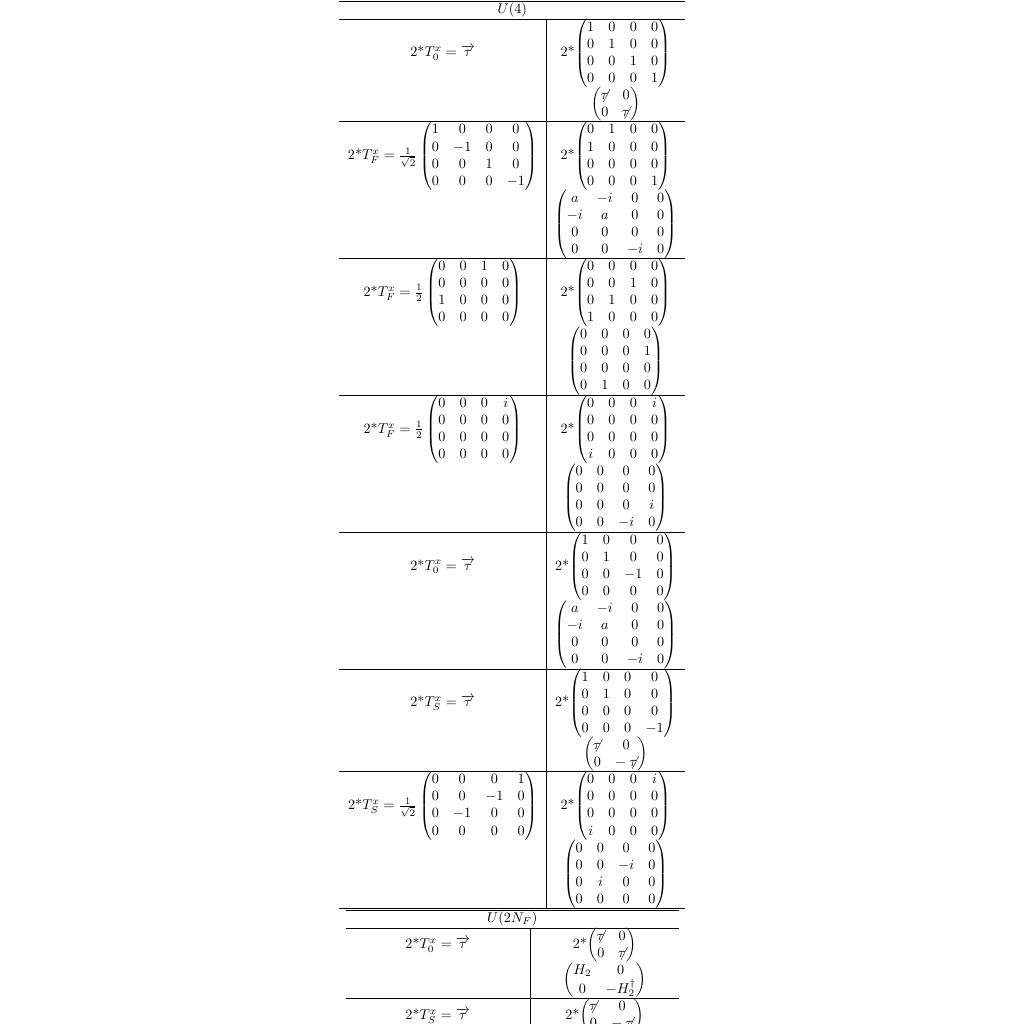 U(4)
2*T_0^x = \overrightarrow{τ} | 2*\begin{pmatrix} 1 & 0 & 0 & 0 \\ 0 & 1 & 0 & 0 \\ 0 & 0 & 1 & 0 \\ 0 & 0 & 0 & 1 \end{pmatrix}
\begin{pmatrix} \not{τ} & 0 \\ 0 & \not{τ} \end{pmatrix}
2*T_F^x = \frac{1}{\sqrt{2}} \begin{pmatrix} 1 & 0 & 0 & 0 \\ 0 & -1 & 0 & 0 \\ 0 & 0 & 1 & 0 \\ 0 & 0 & 0 & -1 \end{pmatrix} | 2*\begin{pmatrix} 0 & 1 & 0 & 0 \\ 1 & 0 & 0 & 0 \\ 0 & 0 & 0 & 0 \\ 0 & 0 & 0 & 1 \end{pmatrix}
\begin{pmatrix} a & -i & 0 & 0 \\ -i & a & 0 & 0 \\ 0 & 0 & 0 & 0 \\ 0 & 0 & -i & 0 \end{pmatrix}
2*T_F^x = \frac{1}{2} \begin{pmatrix} 0 & 0 & 1 & 0 \\ 0 & 0 & 0 & 0 \\ 1 & 0 & 0 & 0 \\ 0 & 0 & 0 & 0 \end{pmatrix} | 2*\begin{pmatrix} 0 & 0 & 0 & 0 \\ 0 & 0 & 1 & 0 \\ 0 & 1 & 0 & 0 \\ 1 & 0 & 0 & 0 \end{pmatrix}
\begin{pmatrix} 0 & 0 & 0 & 0 \\ 0 & 0 & 0 & 1 \\ 0 & 0 & 0 & 0 \\ 0 & 1 & 0 & 0 \end{pmatrix}
2*T_F^x = \frac{1}{2} \begin{pmatrix} 0 & 0 & 0 & i \\ 0 & 0 & 0 & 0 \\ 0 & 0 & 0 & 0 \\ 0 & 0 & 0 & 0 \end{pmatrix} | 2*\begin{pmatrix} 0 & 0 & 0 & i \\ 0 & 0 & 0 & 0 \\ 0 & 0 & 0 & 0 \\ i & 0 & 0 & 0 \end{pmatrix}
\begin{pmatrix} 0 & 0 & 0 & 0 \\ 0 & 0 & 0 & 0 \\ 0 & 0 & 0 & i \\ 0 & 0 & -i & 0 \end{pmatrix}
2*T_0^x = \overrightarrow{τ} | 2*\begin{pmatrix} 1 & 0 & 0 & 0 \\ 0 & 1 & 0 & 0 \\ 0 & 0 & -1 & 0 \\ 0 & 0 & 0 & 0 \end{pmatrix}
\begin{pmatrix} a & -i & 0 & 0 \\ -i & a & 0 & 0 \\ 0 & 0 & 0 & 0 \\ 0 & 0 & -i & 0 \end{pmatrix}
2*T_S^x = \overrightarrow{τ} | 2*\begin{pmatrix} 1 & 0 & 0 & 0 \\ 0 & 1 & 0 & 0 \\ 0 & 0 & 0 & 0 \\ 0 & 0 & 0 & -1 \end{pmatrix}
\begin{pmatrix} \not{τ} & 0 \\ 0 & -\not{τ} \end{pmatrix}
2*T_S^x = \frac{1}{\sqrt{2}} \begin{pmatrix} 0 & 0 & 0 & 1 \\ 0 & 0 & -1 & 0 \\ 0 & -1 & 0 & 0 \\ 0 & 0 & 0 & 0 \end{pmatrix} | 2*\begin{pmatrix} 0 & 0 & 0 & i \\ 0 & 0 & 0 & 0 \\ 0 & 0 & 0 & 0 \\ i & 0 & 0 & 0 \end{pmatrix}
\begin{pmatrix} 0 & 0 & 0 & 0 \\ 0 & 0 & -i & 0 \\ 0 & i & 0 & 0 \\ 0 & 0 & 0 & 0 \end{pmatrix}
U(2N_F)
2*T_0^x = \overrightarrow{τ} | 2*\begin{pmatrix} \not{τ} & 0 \\ 0 & \not{τ} \end{pmatrix}
\begin{pmatrix} H_2 & 0 \\ 0 & -H_2^† \end{pmatrix}
2*T_S^x = \overrightarrow{τ} | 2*\begin{pmatrix} \not{τ} & 0 \\ 0 & -\not{τ} \end{pmatrix}